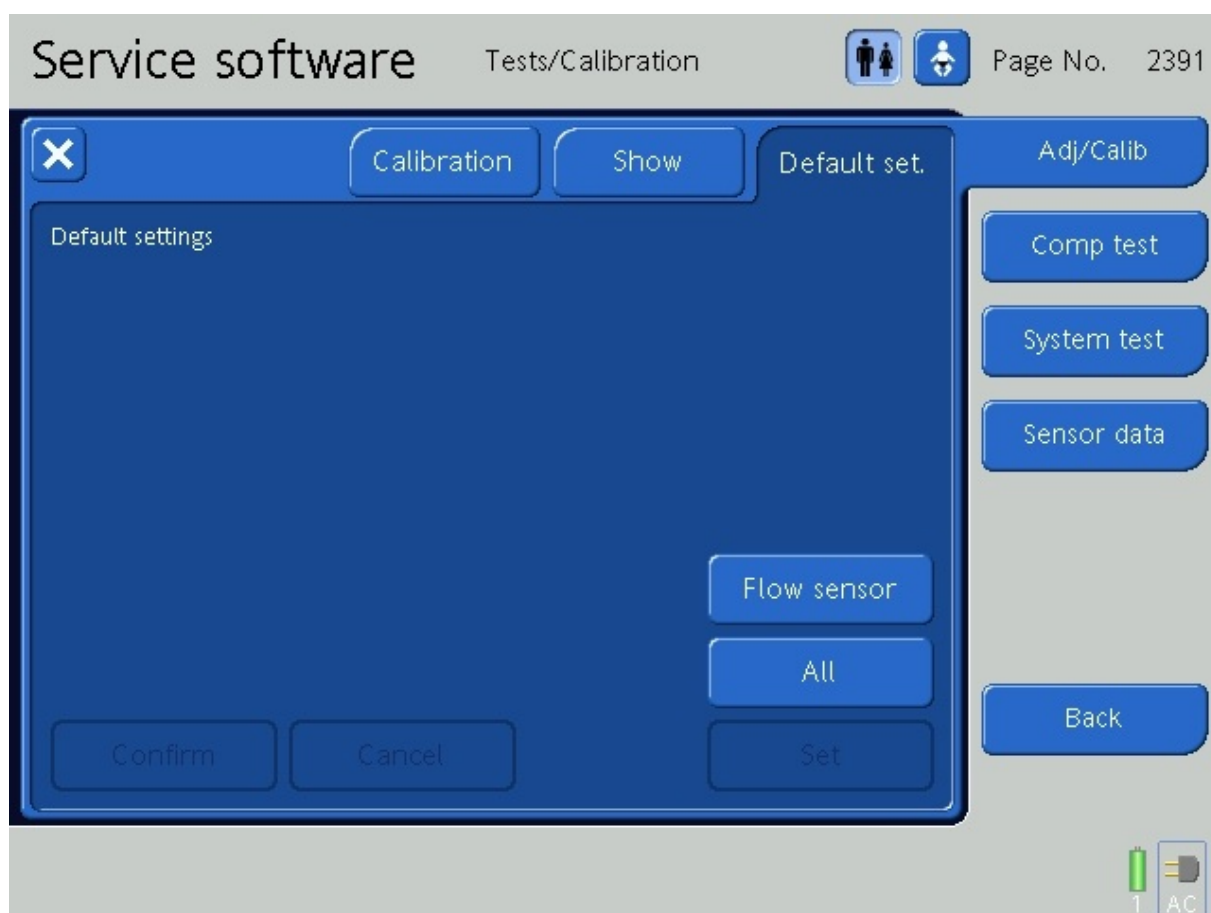 Service software Tests/Calibration Page No. 2391
Calibration Show Default set. Adj/Calib
Default settings
Comp test
System test
Sensor data
Flow sensor
All
Back
Confirm Cancel Set
1 AC